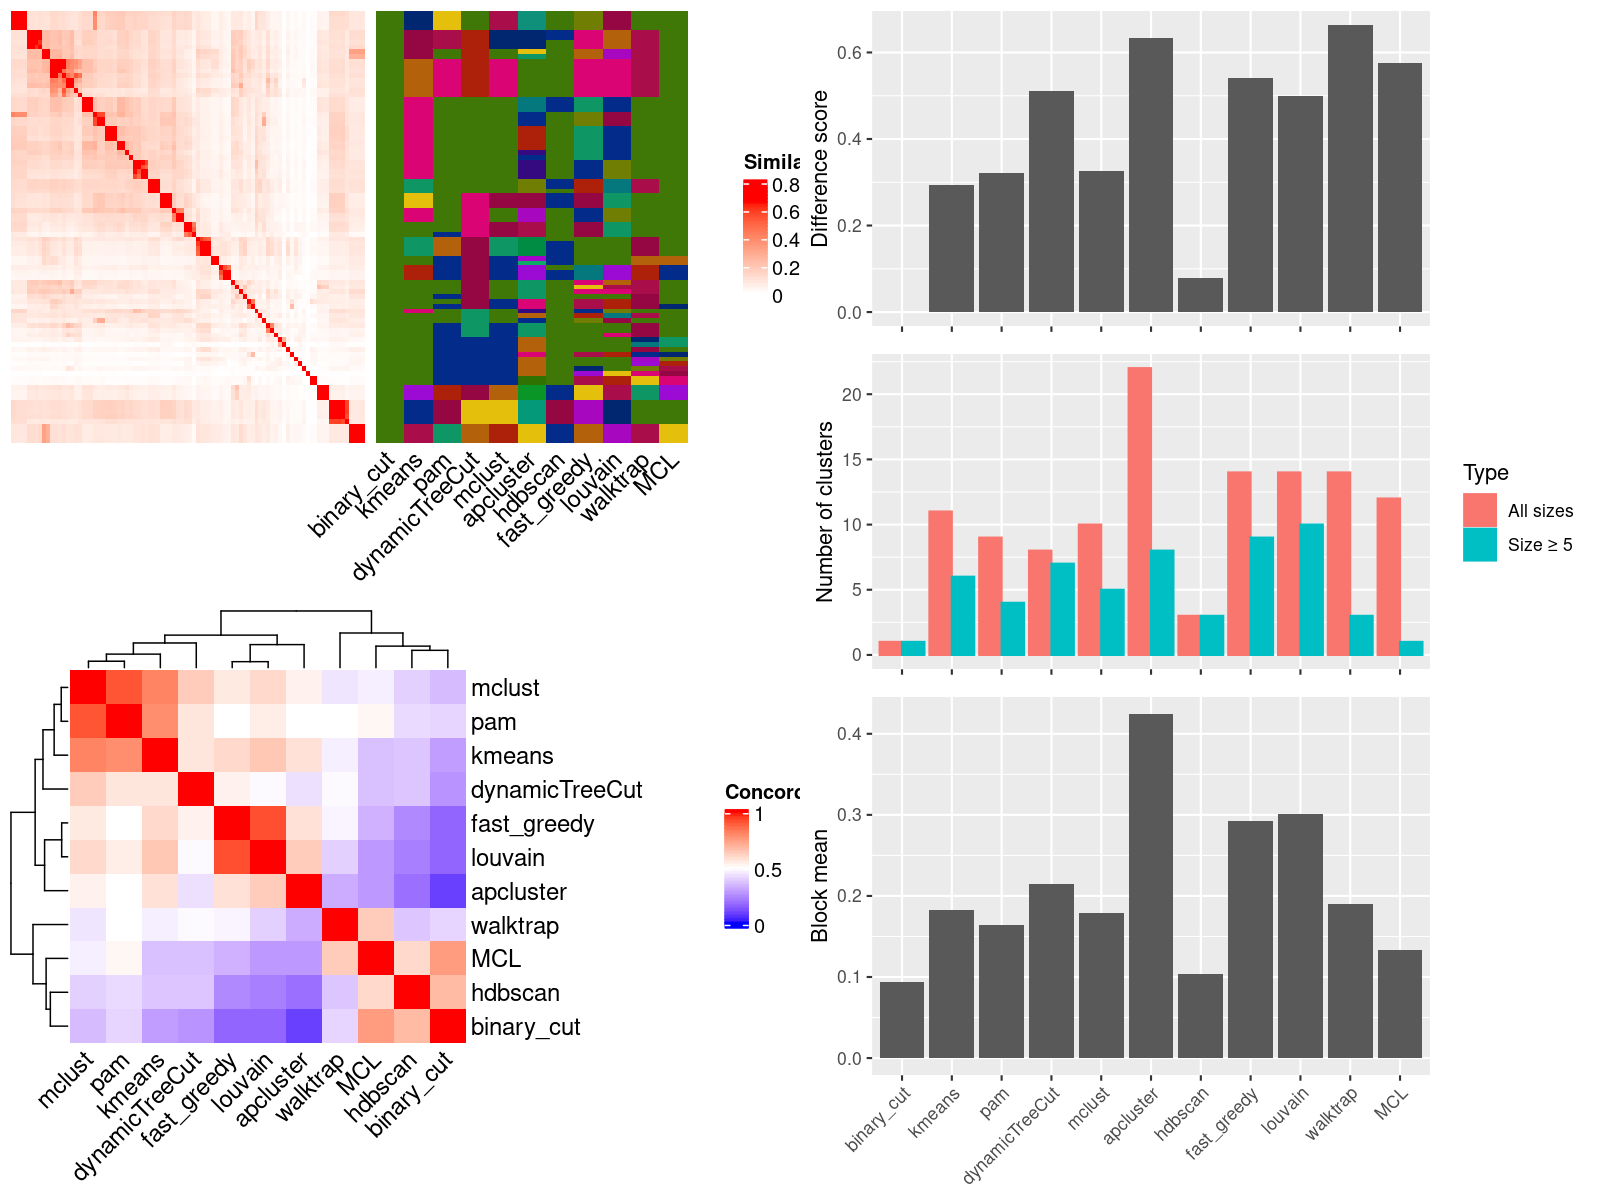 Simila
0.8
0.6
0.4
0.2
0
binary_cut
kmeans
pam
dynamicTreeCut
mclust
apcluster
hdbscan
fast_greedy
louvain
walktrap
MCL
mclust
pam
kmeans
dynamicTreeCut
fast_greedy
louvain
apcluster
walktrap
MCL
hdbscan
binary_cut
Concord
1
0.5
0
mclust
pam
kmeans
dynamicTreeCut
fast_greedy
louvain
apcluster
walktrap
MCL
hdbscan
binary_cut
Difference score
0.6
0.4
0.2
0.0
Number of clusters
20
15
10
5
0
Type
All sizes
Size ≥ 5
Block mean
0.4
0.3
0.2
0.1
0.0
binary_cut
kmeans
pam
dynamicTreeCut
mclust
apcluster
hdbscan
fast_greedy
louvain
walktrap
MCL